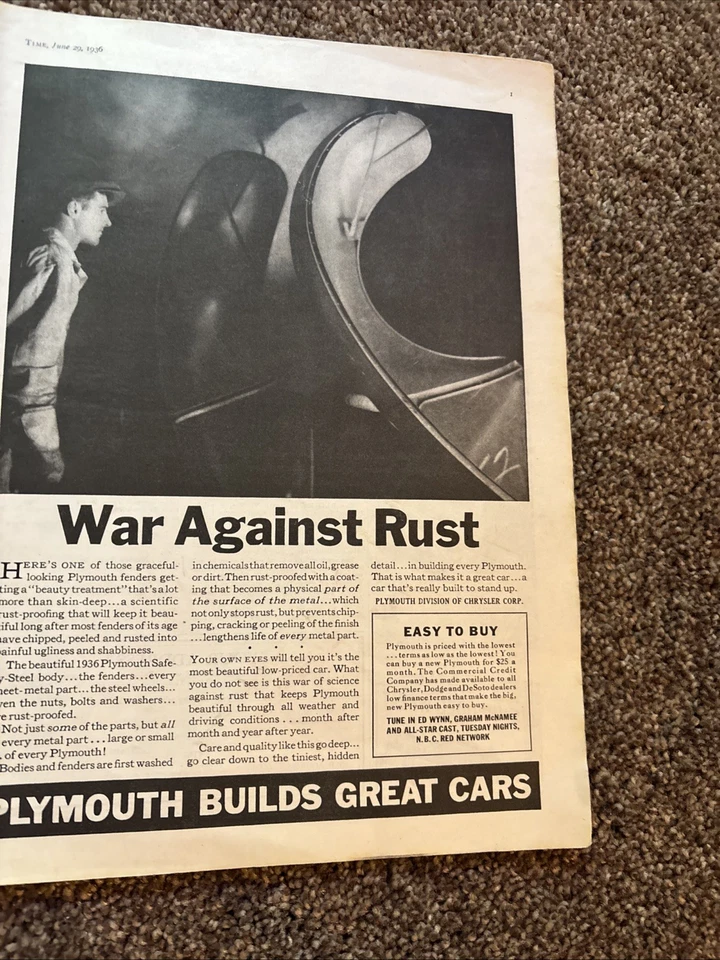 TIME, June 29, 1936
1
12
War Against Rust
HERE'S ONE of those graceful-
looking Plymouth fenders get-
ting a "beauty treatment" that's a lot
more than skin-deep...a scientific
rust-proofing that will keep it beau-
tiful long after most fenders of its age
have chipped, peeled and rusted into
painful ugliness and shabbiness.
The beautiful 1936 Plymouth Safe-
y-Steel body...the fenders...every
heet-metal part...the steel wheels...
ven the nuts, bolts and washers...
re rust-proofed.
Not just some of the parts, but all
every metal part...large or small
. of every Plymouth!
Bodies and fenders are first washed
in chemicals that remove all oil, grease
or dirt. Then rust-proofed with a coat-
ing that becomes a physical part of
the surface of the metal...which
not only stops rust, but prevents chip-
ping, cracking or peeling of the finish
...lengthens life of every metal part.
• • •
YOUR OWN EYES will tell you it's the
most beautiful low-priced car. What
you do not see is this war of science
against rust that keeps Plymouth
beautiful through all weather and
driving conditions . . . month after
month and year after year.
Care and quality like this go deep...
go clear down to the tiniest, hidden
detail...in building every Plymouth.
That is what makes it a great car...a
car that's really built to stand up.
PLYMOUTH DIVISION OF CHRYSLER CORP.
EASY TO BUY
Plymouth is priced with the lowest
...terms as low as the lowest! You
can buy a new Plymouth for $25 a
month. The Commercial Credit
Company has made available to all
Chrysler, Dodge and De Soto dealers
low finance terms that make the big,
new Plymouth easy to buy.
TUNE IN ED WYNN, GRAHAM McNAMEE
AND ALL-STAR CAST, TUESDAY NIGHTS,
N.B.C. RED NETWORK
PLYMOUTH BUILDS GREAT CARS